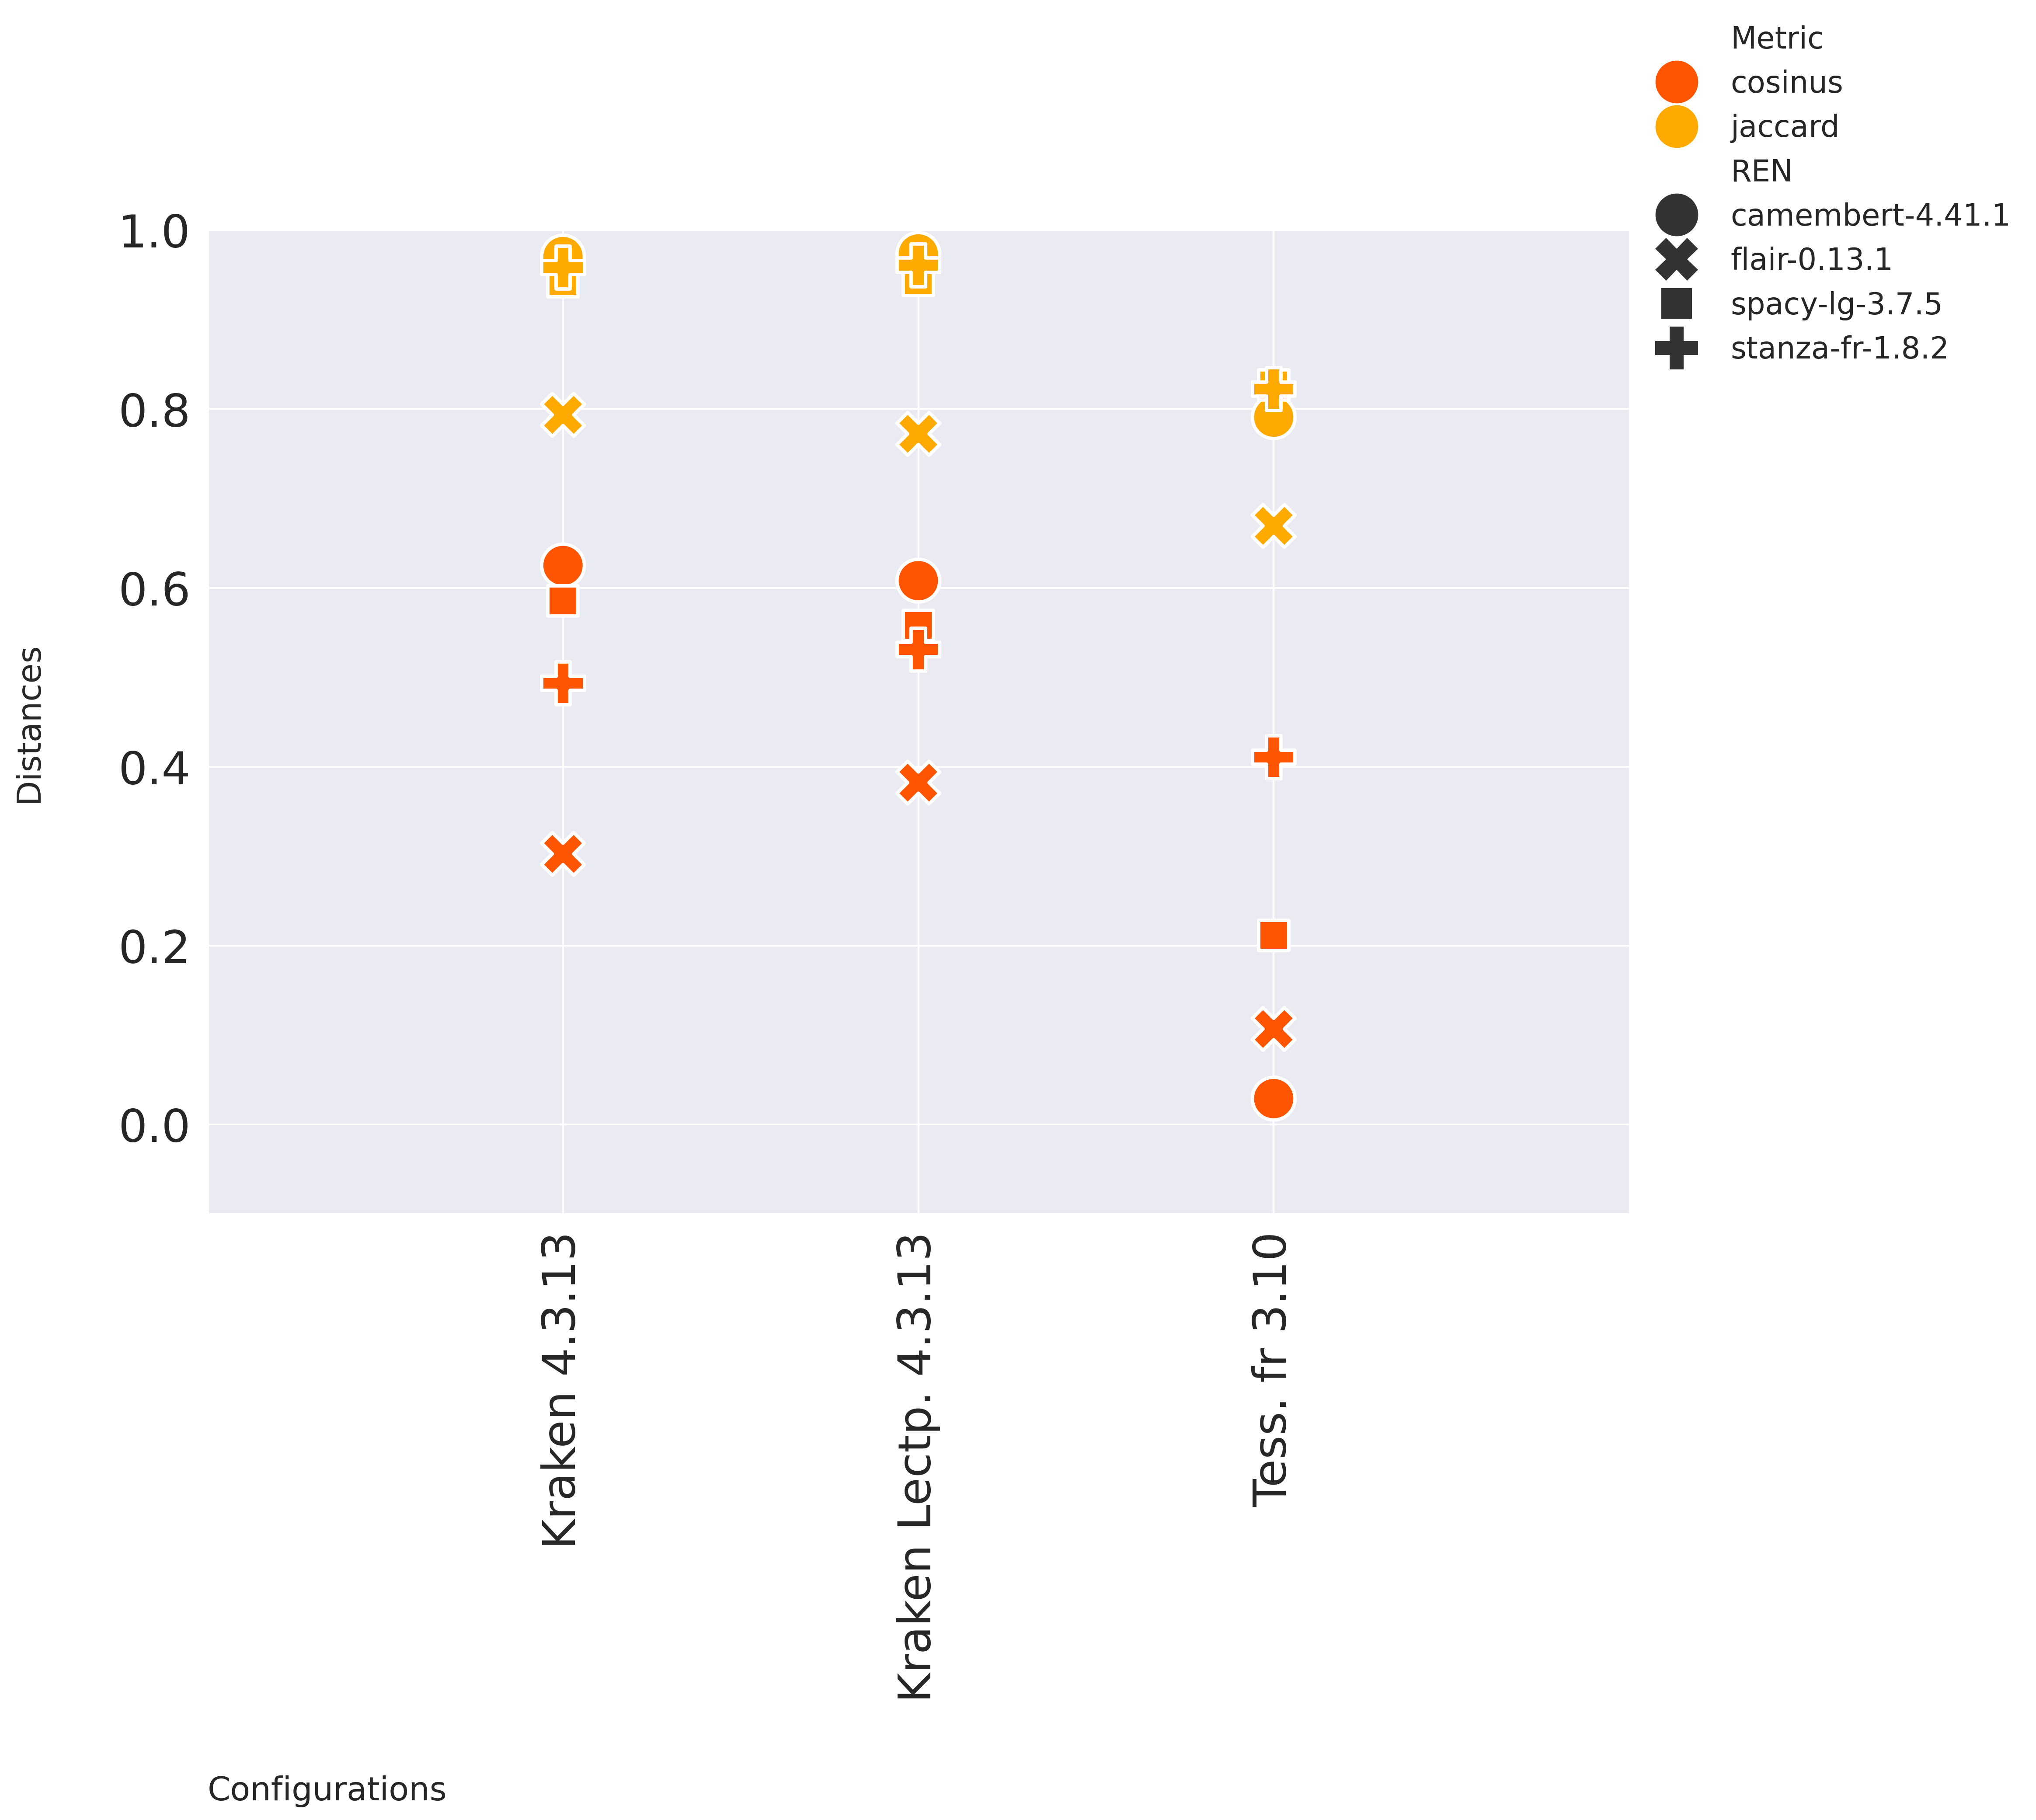 Metric
cosinus
jaccard
REN
camembert-4.41.1
flair-0.13.1
spacy-lg-3.7.5
stanza-fr-1.8.2
1.0
0.8
0.6
0.4
0.2
0.0
Distances
Kraken 4.3.13
Kraken Lectp. 4.3.13
Tess. fr 3.10
Configurations